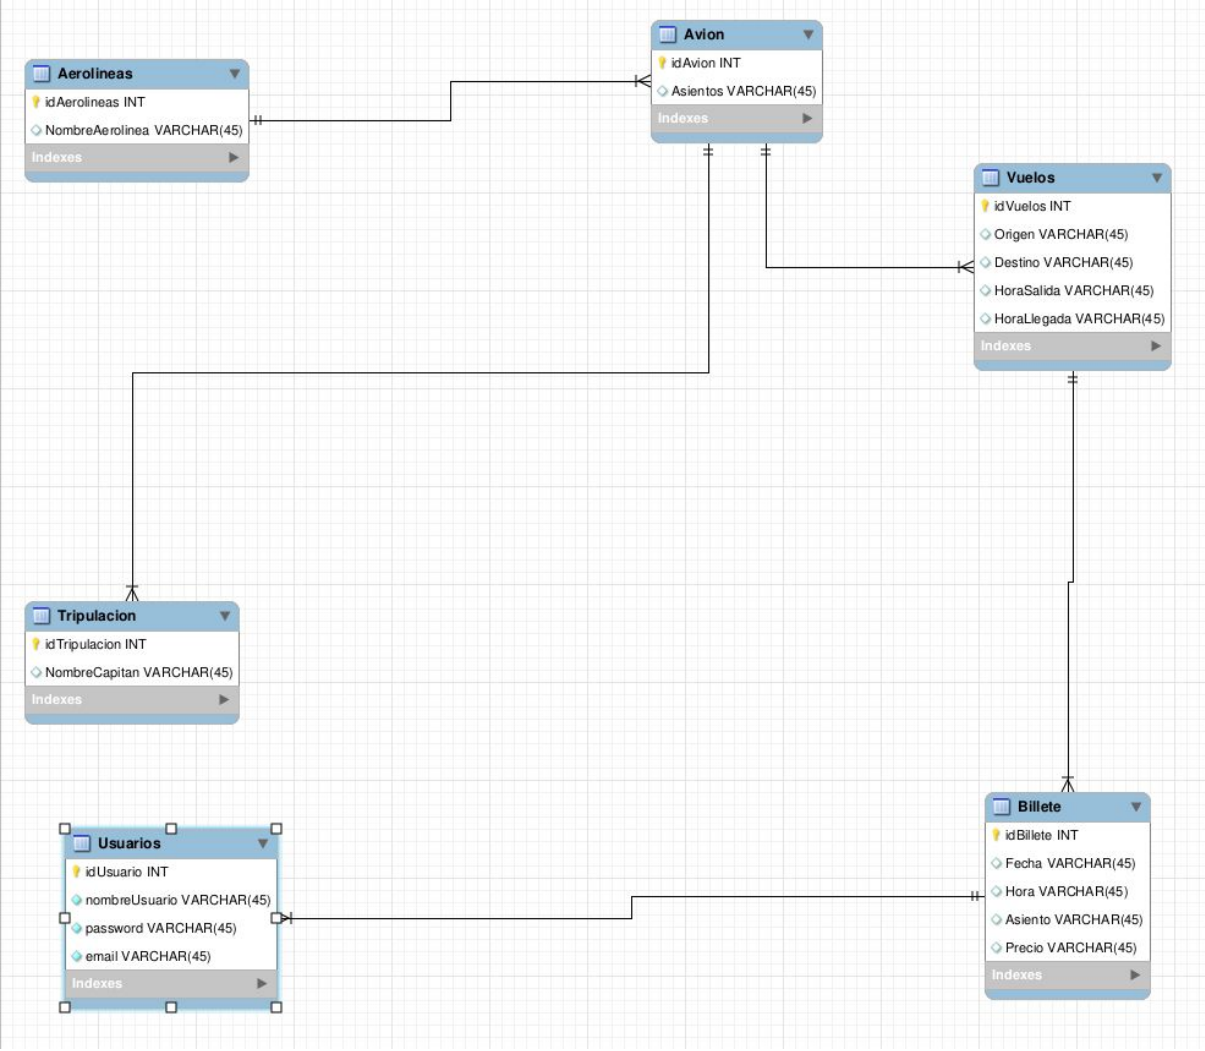 Aerolineas
idAerolineas INT
NombreAerolinea VARCHAR(45)
Indexes
Avion
idAvion INT
Asientos VARCHAR(45)
Indexes
Vuelos
idVuelos INT
Origen VARCHAR(45)
Destino VARCHAR(45)
HoraSalida VARCHAR(45)
HoraLlegada VARCHAR(45)
Indexes
Tripulacion
idTripulacion INT
NombreCapitan VARCHAR(45)
Indexes
Usuarios
idUsuario INT
nombreUsuario VARCHAR(45)
password VARCHAR(45)
email VARCHAR(45)
Indexes
Billete
idBillete INT
Fecha VARCHAR(45)
Hora VARCHAR(45)
Asiento VARCHAR(45)
Precio VARCHAR(45)
Indexes